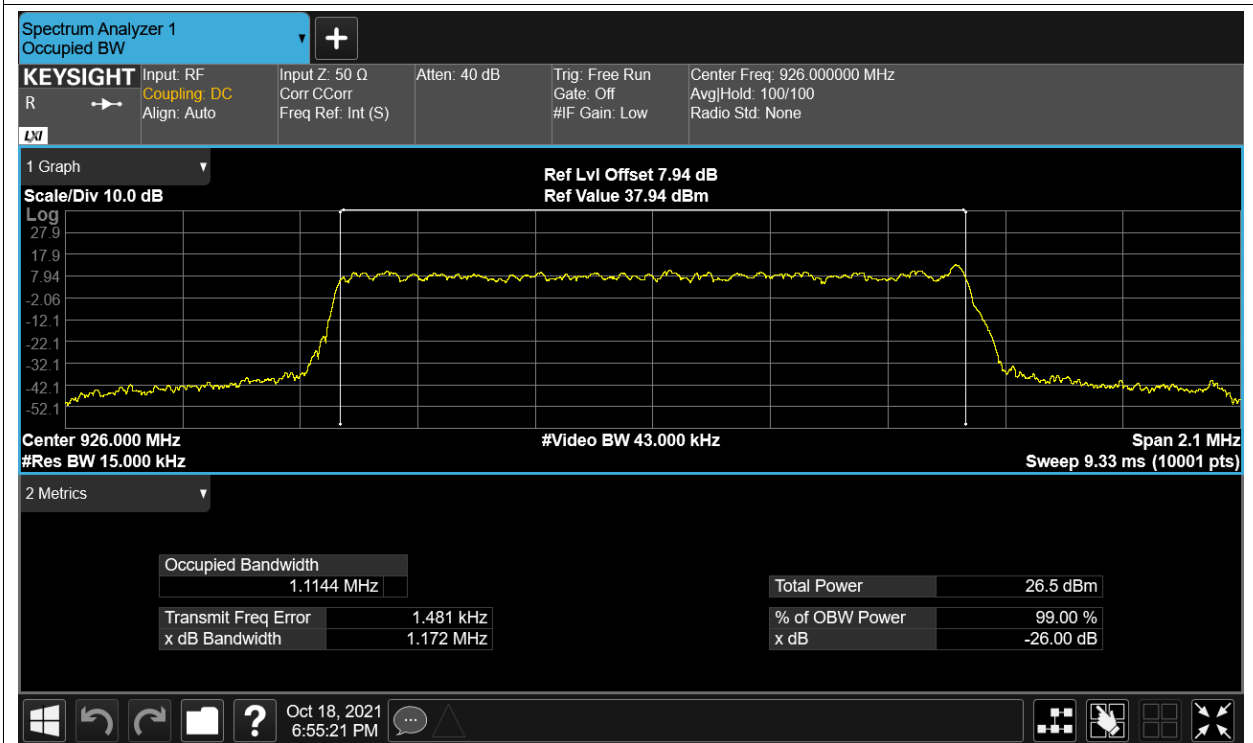 Spectrum Analyzer 1
Occupied BW
KEYSIGHT
R
LXI
Input: RF
Coupling: DC
Align: Auto
Input Z: 50 Ω
Corr CCorr
Freq Ref: Int (S)
Atten: 40 dB
Trig: Free Run
Gate: Off
#IF Gain: Low
Center Freq: 926.000000 MHz
Avg|Hold: 100/100
Radio Std: None
1 Graph
Scale/Div 10.0 dB
Ref Lvl Offset 7.94 dB
Ref Value 37.94 dBm
Log
27.9
17.9
7.94
-2.06
-12.1
-22.1
-32.1
-42.1
-52.1
Center 926.000 MHz
#Video BW 43.000 kHz
Span 2.1 MHz
#Res BW 15.000 kHz
Sweep 9.33 ms (10001 pts)
2 Metrics
Occupied Bandwidth
1.1144 MHz
Total Power 26.5 dBm
Transmit Freq Error 1.481 kHz
% of OBW Power 99.00 %
x dB Bandwidth 1.172 MHz
x dB -26.00 dB
?
Oct 18, 2021
6:55:21 PM